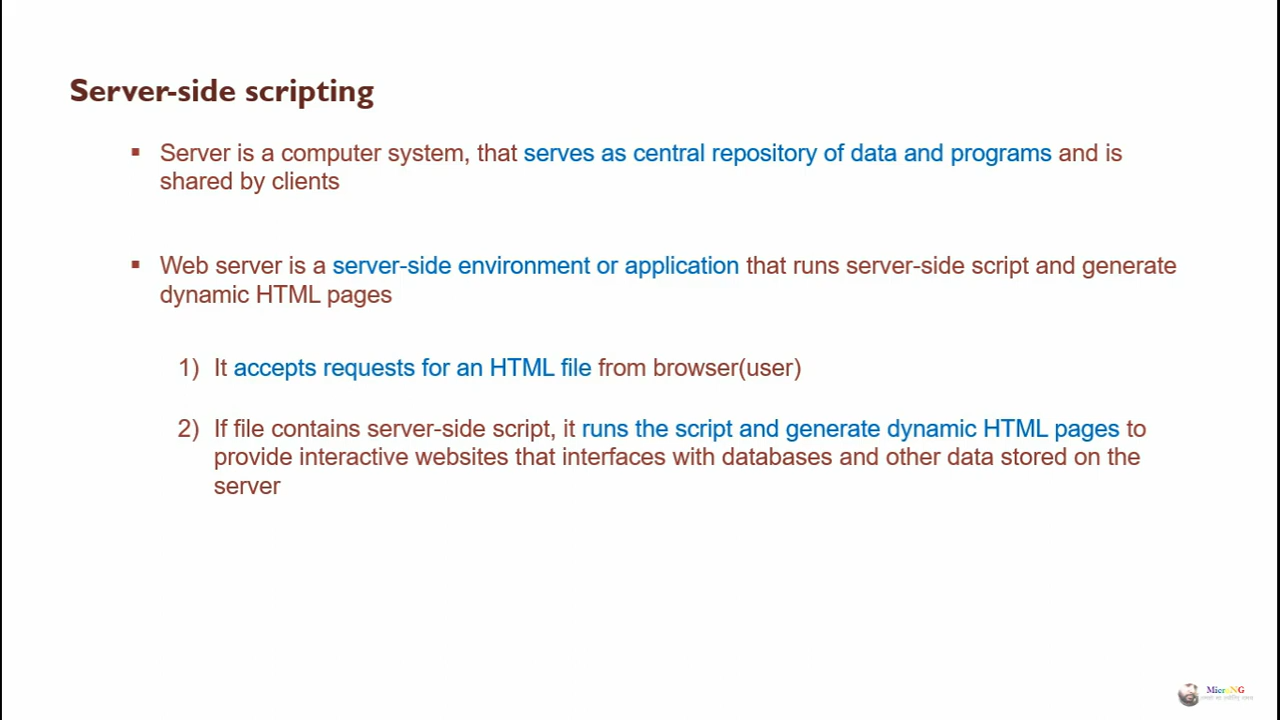 Server-side scripting
▪ Server is a computer system, that serves as central repository of data and programs and is
shared by clients
▪ Web server is a server-side environment or application that runs server-side script and generate
dynamic HTML pages
1) It accepts requests for an HTML file from browser(user)
2) If file contains server-side script, it runs the script and generate dynamic HTML pages to
provide interactive websites that interfaces with databases and other data stored on the
server
MicroNG